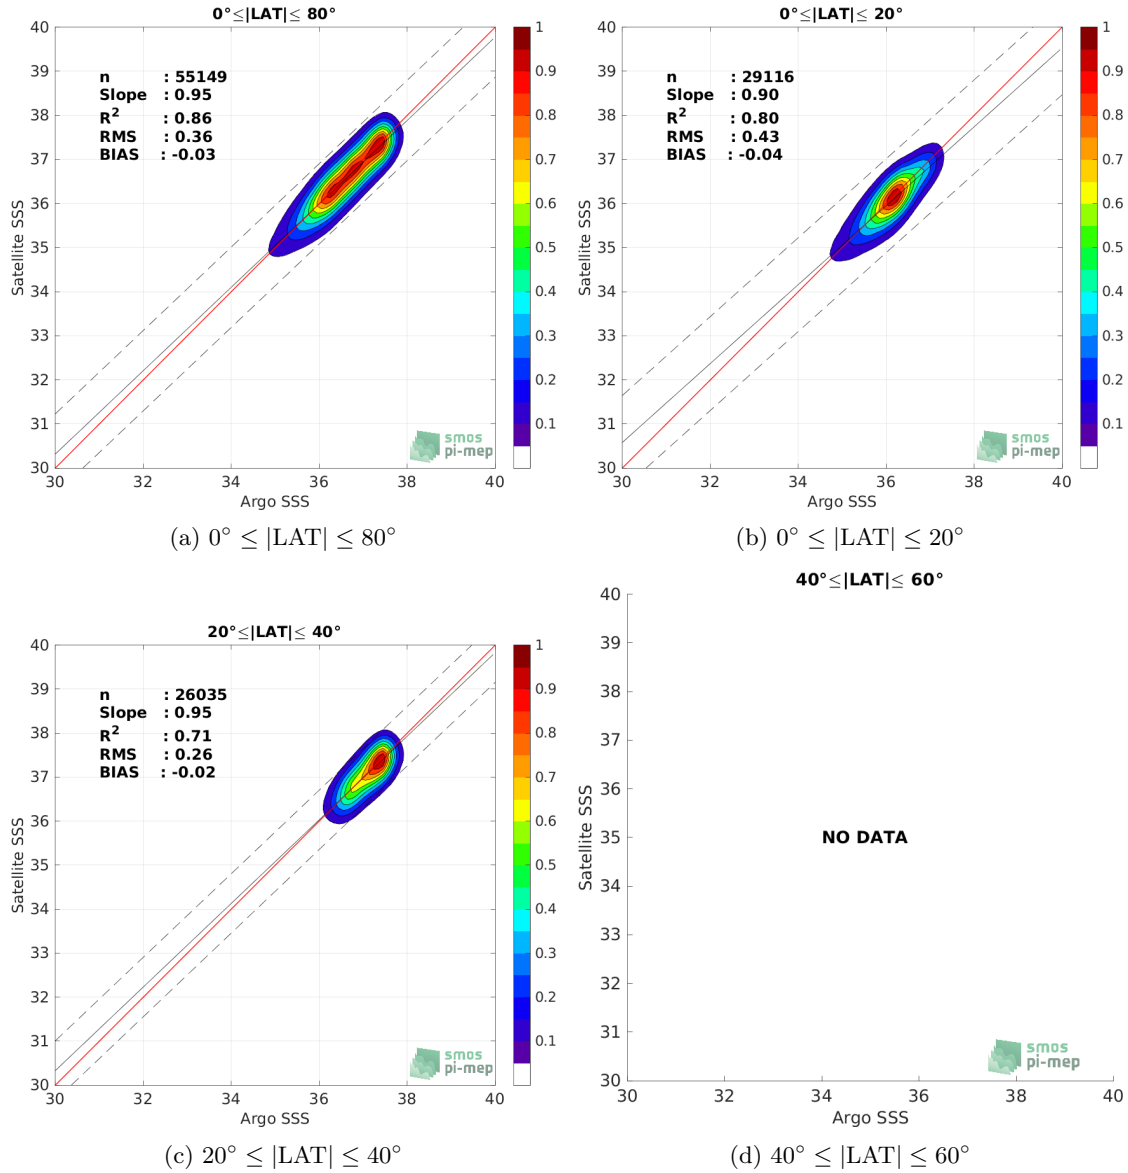 0°≤|LAT|≤ 80°
40
39
38
37
36
35
34
33
32
31
30
30
32
34
36
38
40
Satellite SSS
Argo SSS
n : 55149
Slope : 0.95
R2 : 0.86
RMS : 0.36
BIAS : -0.03
smos
pi-mep
1
0.9
0.8
0.7
0.6
0.5
0.4
0.3
0.2
0.1
(a) 0° ≤ |LAT| ≤ 80°
0°≤|LAT|≤ 20°
40
39
38
37
36
35
34
33
32
31
30
30
32
34
36
38
40
Satellite SSS
Argo SSS
n : 29116
Slope : 0.90
R2 : 0.80
RMS : 0.43
BIAS : -0.04
smos
pi-mep
1
0.9
0.8
0.7
0.6
0.5
0.4
0.3
0.2
0.1
(b) 0° ≤ |LAT| ≤ 20°
20°≤|LAT|≤ 40°
40
39
38
37
36
35
34
33
32
31
30
30
32
34
36
38
40
Satellite SSS
Argo SSS
n : 26035
Slope : 0.95
R2 : 0.71
RMS : 0.26
BIAS : -0.02
smos
pi-mep
1
0.9
0.8
0.7
0.6
0.5
0.4
0.3
0.2
0.1
(c) 20° ≤ |LAT| ≤ 40°
40°≤|LAT|≤ 60°
40
39
38
37
36
35
34
33
32
31
30
30
32
34
36
38
40
Satellite SSS
Argo SSS
NO DATA
smos
pi-mep
(d) 40° ≤ |LAT| ≤ 60°